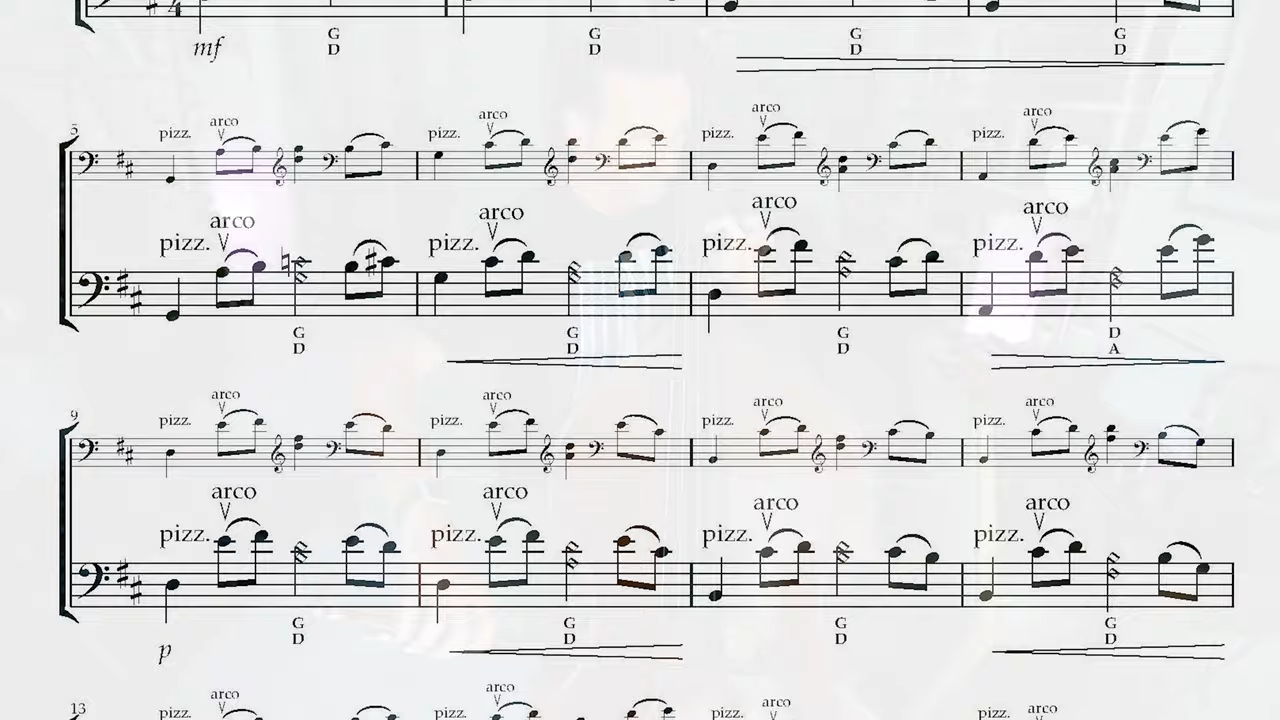 4
mf
G G G G
D D D D
5 pizz. arco pizz. arco pizz. arco pizz. arco
pizz. arco pizz. arco pizz. arco pizz. arco
G G G D
D D D A
9 pizz. arco pizz. arco pizz. arco pizz. arco
pizz. arco pizz. arco pizz. arco pizz. arco
G G G G
D D D D
p
13 pizz. arco pizz. arco pizz. arco pizz. arco